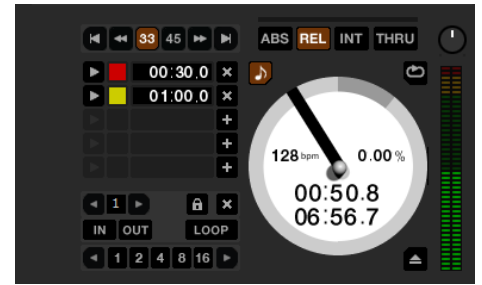 33 45 ABS REL INT THRU
00:30.0
01:00.0
128 bpm 0.00 %
00:50.8
06:56.7
1
IN OUT LOOP
1 2 4 8 16